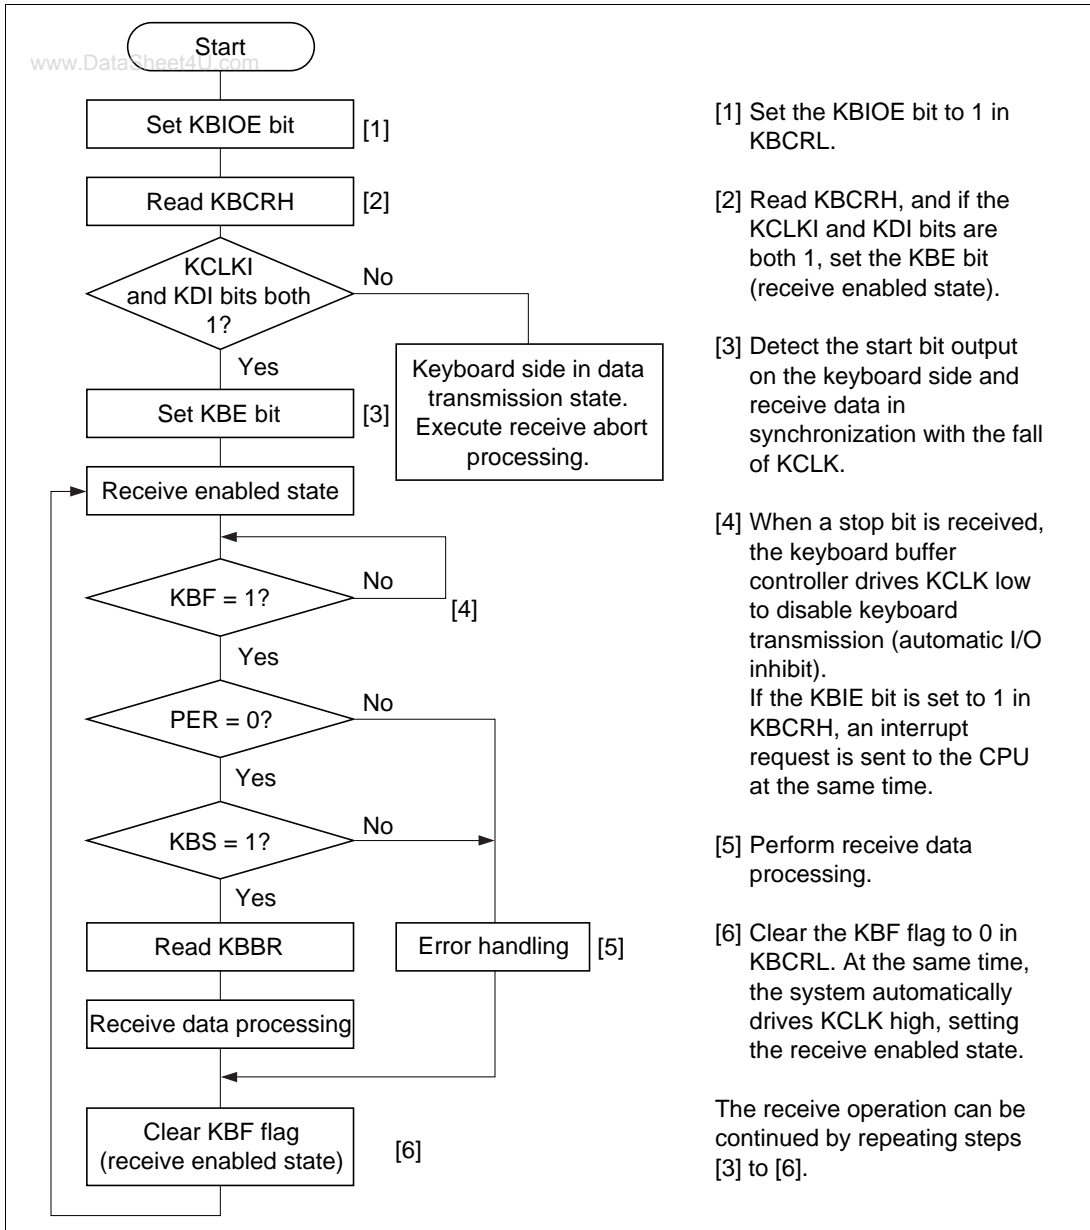 Start
www.DataSheet4U.com
Set KBIOE bit
[1]
Read KBCRH
[2]
KCLKI
and KDI bits both
1?
No
Yes
Keyboard side in data
transmission state.
Execute receive abort
processing.
Set KBE bit
[3]
Receive enabled state
KBF = 1?
No
[4]
Yes
PER = 0?
No
Yes
KBS = 1?
No
Yes
Read KBBR
Error handling
[5]
Receive data processing
Clear KBF flag
(receive enabled state)
[6]
[1] Set the KBIOE bit to 1 in
KBCRL.
[2] Read KBCRH, and if the
KCLKI and KDI bits are
both 1, set the KBE bit
(receive enabled state).
[3] Detect the start bit output
on the keyboard side and
receive data in
synchronization with the fall
of KCLK.
[4] When a stop bit is received,
the keyboard buffer
controller drives KCLK low
to disable keyboard
transmission (automatic I/O
inhibit).
If the KBIE bit is set to 1 in
KBCRH, an interrupt
request is sent to the CPU
at the same time.
[5] Perform receive data
processing.
[6] Clear the KBF flag to 0 in
KBCRL. At the same time,
the system automatically
drives KCLK high, setting
the receive enabled state.
The receive operation can be
continued by repeating steps
[3] to [6].